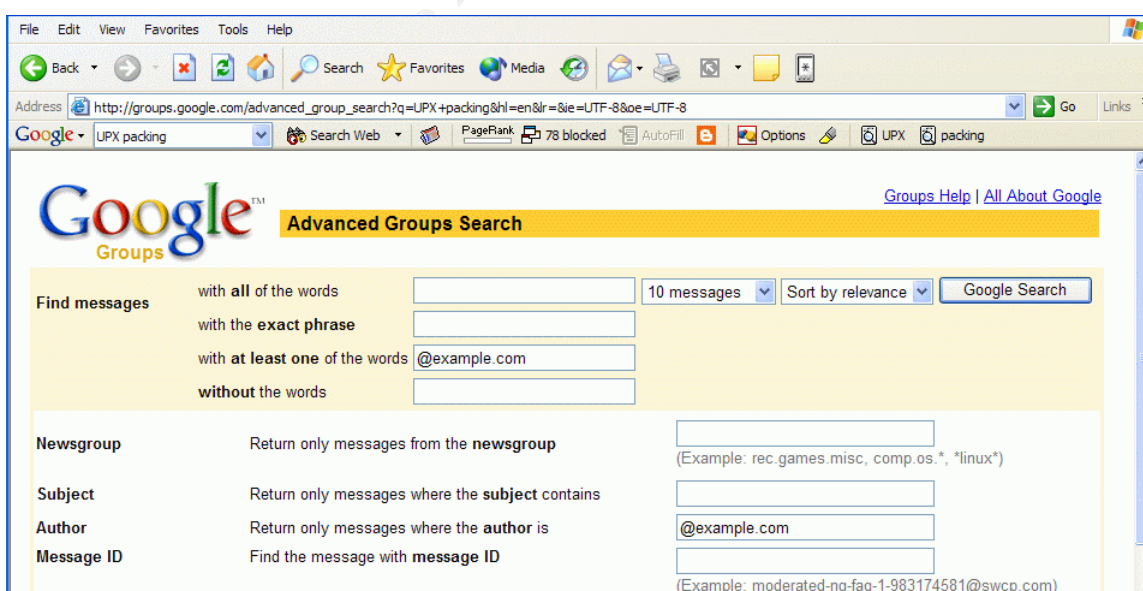 File Edit View Favorites Tools Help
Back Search Favorites Media
Address http://groups.google.com/advanced_group_search?q=UPX+packing&hl=en&lr=&ie=UTF-8&oe=UTF-8 Go Links
Google UPX packing Search Web PageRank 78 blocked AutoFill Options UPX packing
Google™ Groups
Groups Help | All About Google
Advanced Groups Search
Find messages with all of the words 10 messages Sort by relevance Google Search
with the exact phrase
with at least one of the words @example.com
without the words
Newsgroup Return only messages from the newsgroup
(Example: rec.games.misc, comp.os.*, *linux*)
Subject Return only messages where the subject contains
Author Return only messages where the author is @example.com
Message ID Find the message with message ID
(Example: moderated-ng-faq-1-983174581@swcp.com)